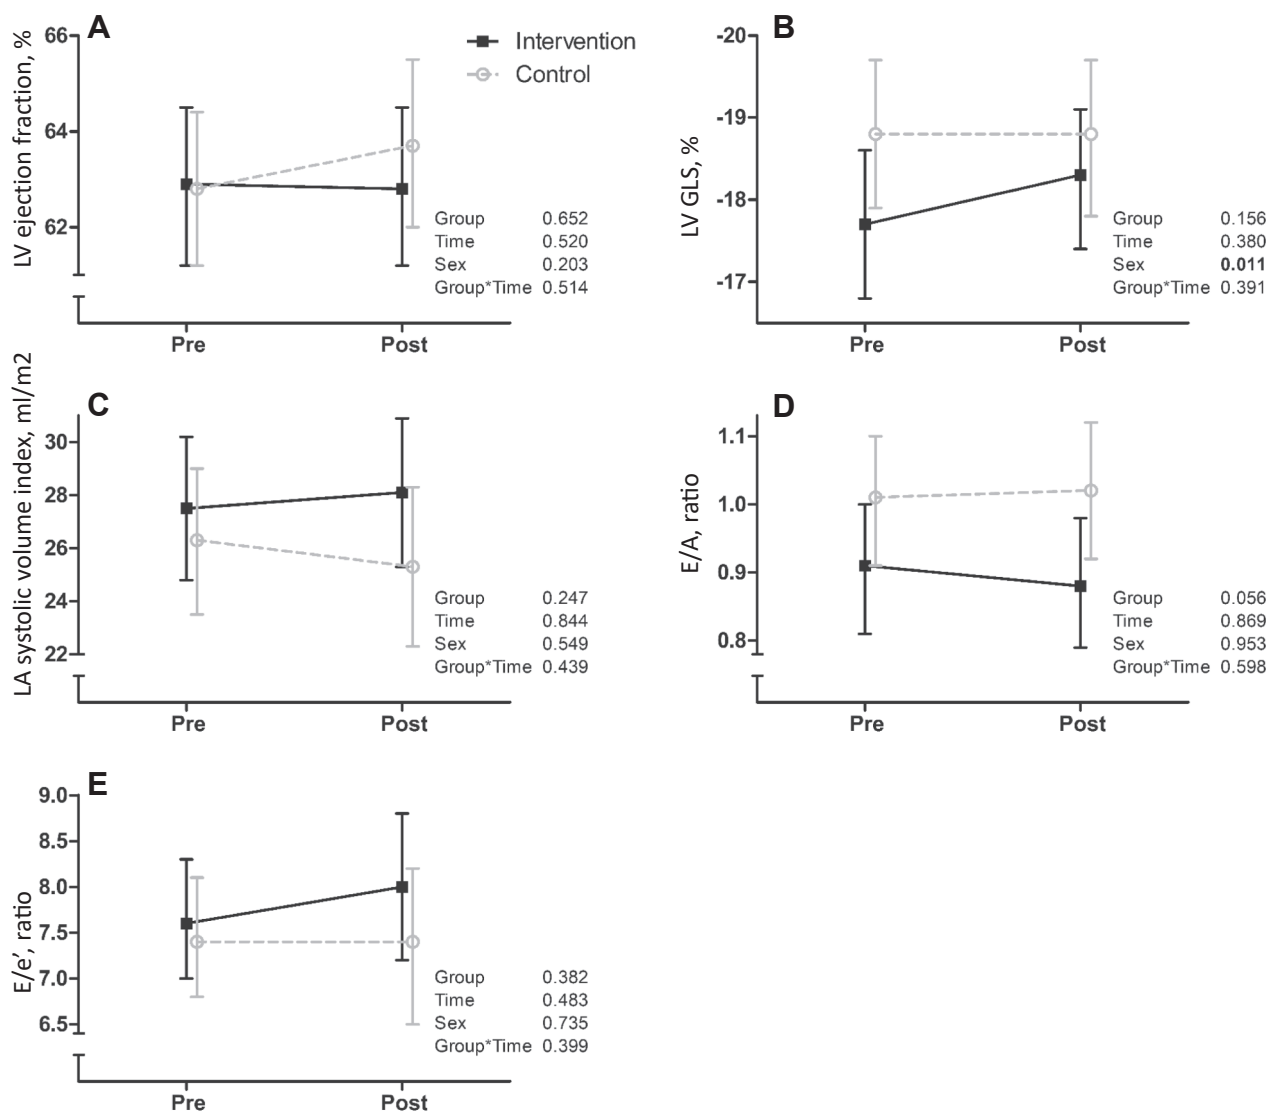 A
LV ejection fraction, %
66
64
62
Intervention
Control
Group 0.652
Time 0.520
Sex 0.203
Group*Time 0.514
Pre Post
B
LV GLS, %
-20
-19
-18
-17
Group 0.156
Time 0.380
Sex 0.011
Group*Time 0.391
Pre Post
C
LA systolic volume index, ml/m2
30
28
26
24
22
Group 0.247
Time 0.844
Sex 0.549
Group*Time 0.439
Pre Post
D
E/A, ratio
1.1
1.0
0.9
0.8
Group 0.056
Time 0.869
Sex 0.953
Group*Time 0.598
Pre Post
E
E/e’, ratio
9.0
8.5
8.0
7.5
7.0
6.5
Group 0.382
Time 0.483
Sex 0.735
Group*Time 0.399
Pre Post